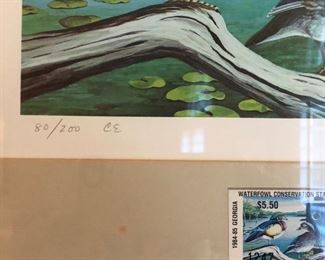 80/200 CE
WATERFOWL CONSERVATION STA
$5.50
1984-85 GEORGIA